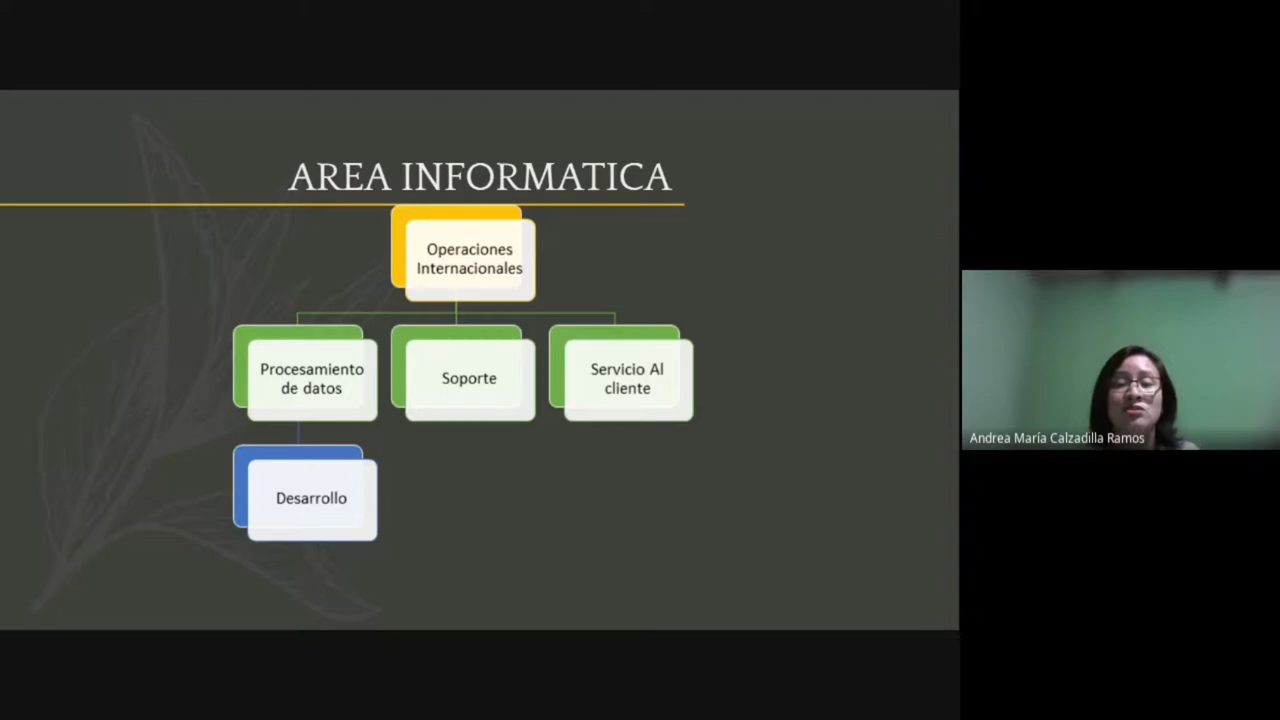 AREA INFORMATICA
Operaciones
Internacionales
Procesamiento
de datos
Soporte
Servicio Al
cliente
Desarrollo
Andrea María Calzadilla Ramos